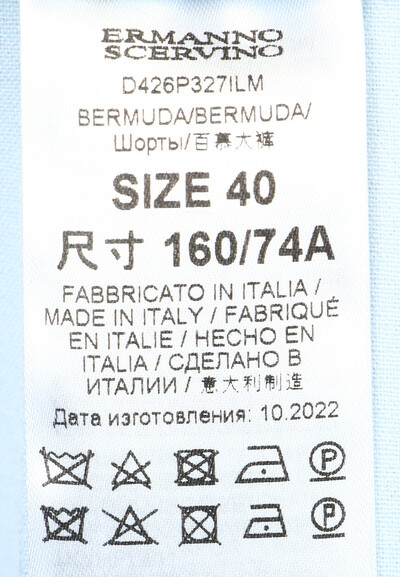 ERMANNO
SCERVINO
D426P327ILM
BERMUDA/BERMUDA/
Шорты/百慕大裤
SIZE 40
尺寸 160/74A
FABBRICATO IN ITALIA /
MADE IN ITALY / FABRIQUÉ
EN ITALIE / HECHO EN
ITALIA / СДЕЛАНО В
ИТАЛИИ / 意大利制造
Дата изготовления: 10.2022
P
P